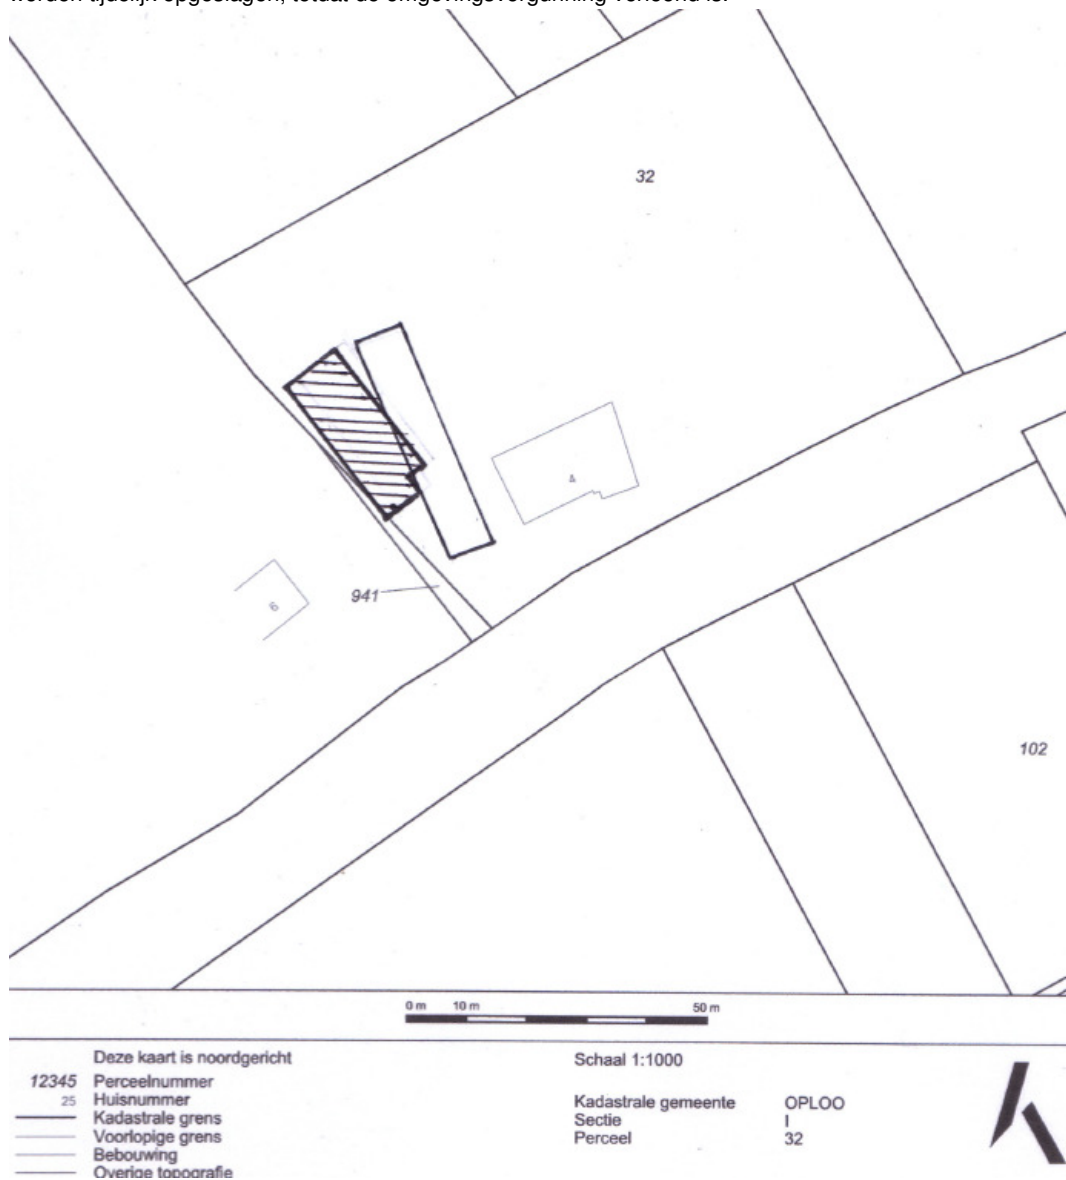 worden tijdelijk opgeslagen, totdat de omgevingsvergunning verleend is.
32
4
941
6
102
0 m 10 m 50 m
Deze kaart is noordgericht
12345 Perceelnummer
25 Huisnummer
Kadastrale grens
Voorlopige grens
Bebouwing
Overige topografie
Schaal 1:1000
Kadastrale gemeente OPLOO
Sectie I
Perceel 32